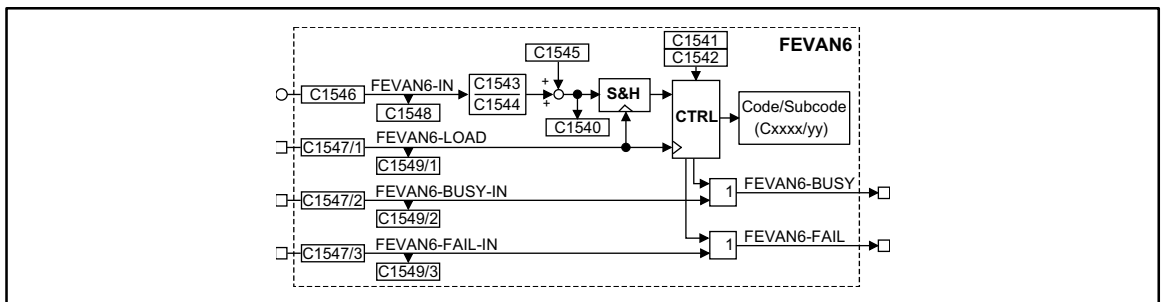 FEVAN6
C1541
C1542
C1545
C1546
FEVAN6-IN
C1548
C1543
C1544
+
+
S&H
C1540
CTRL
Code/Subcode
(Cxxxx/yy)
C1547/1
FEVAN6-LOAD
C1549/1
C1547/2
FEVAN6-BUSY-IN
C1549/2
1
FEVAN6-BUSY
C1547/3
FEVAN6-FAIL-IN
C1549/3
1
FEVAN6-FAIL